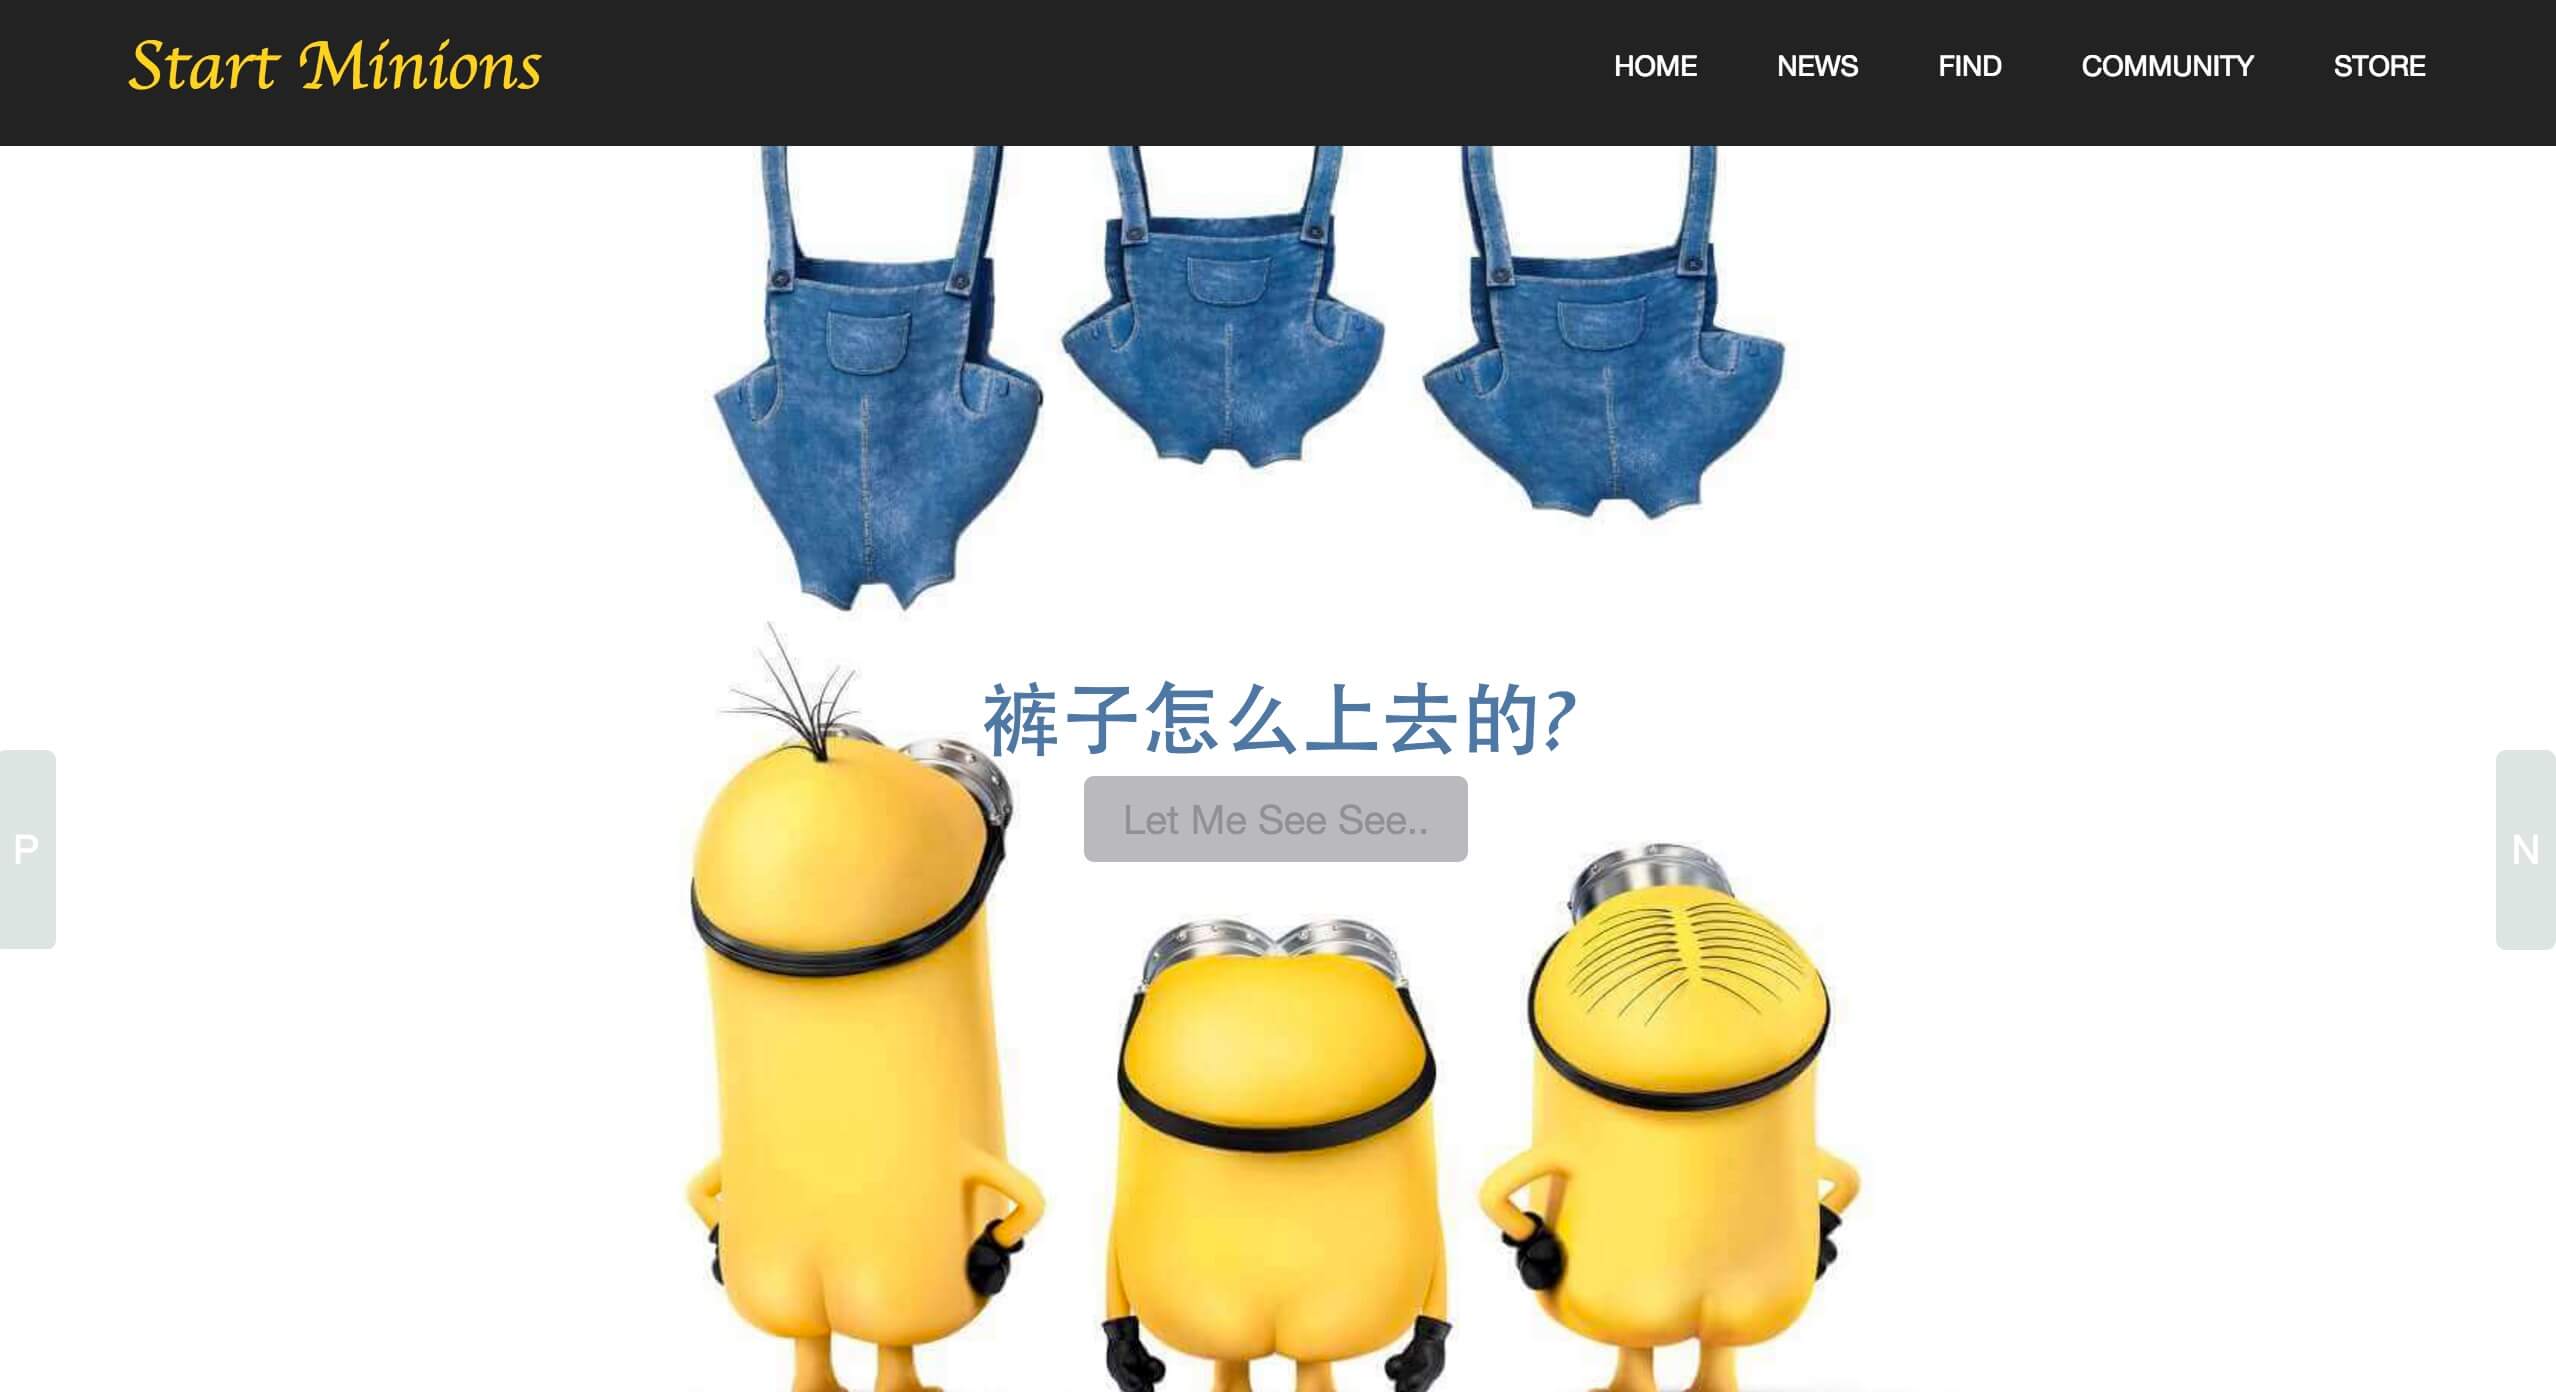 Start Minions
HOME NEWS FIND COMMUNITY STORE
裤子怎么上去的?
Let Me See See..
P
N